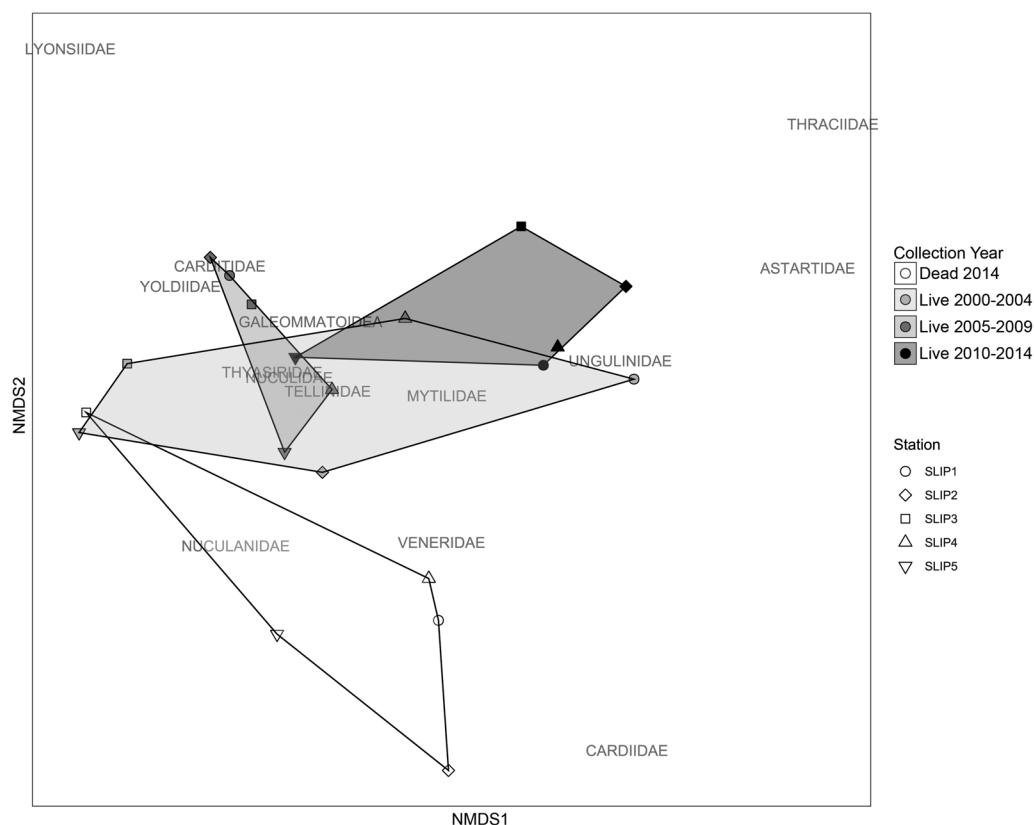 LYONSIIDAE
THRACIIDAE
CARDITIDAE
ASTARTIDAE
YOLDIIDAE
GALEOMMATOIDEA
UNGULINIDAE
THYASIRIDAE
NUCULIDAE
TELLINIDAE
MYTILIDAE
NUCULANIDAE
VENERIDAE
CARDIIDAE
NMDS2
NMDS1
Collection Year
Dead 2014
Live 2000-2004
Live 2005-2009
Live 2010-2014
Station
SLIP1
SLIP2
SLIP3
SLIP4
SLIP5